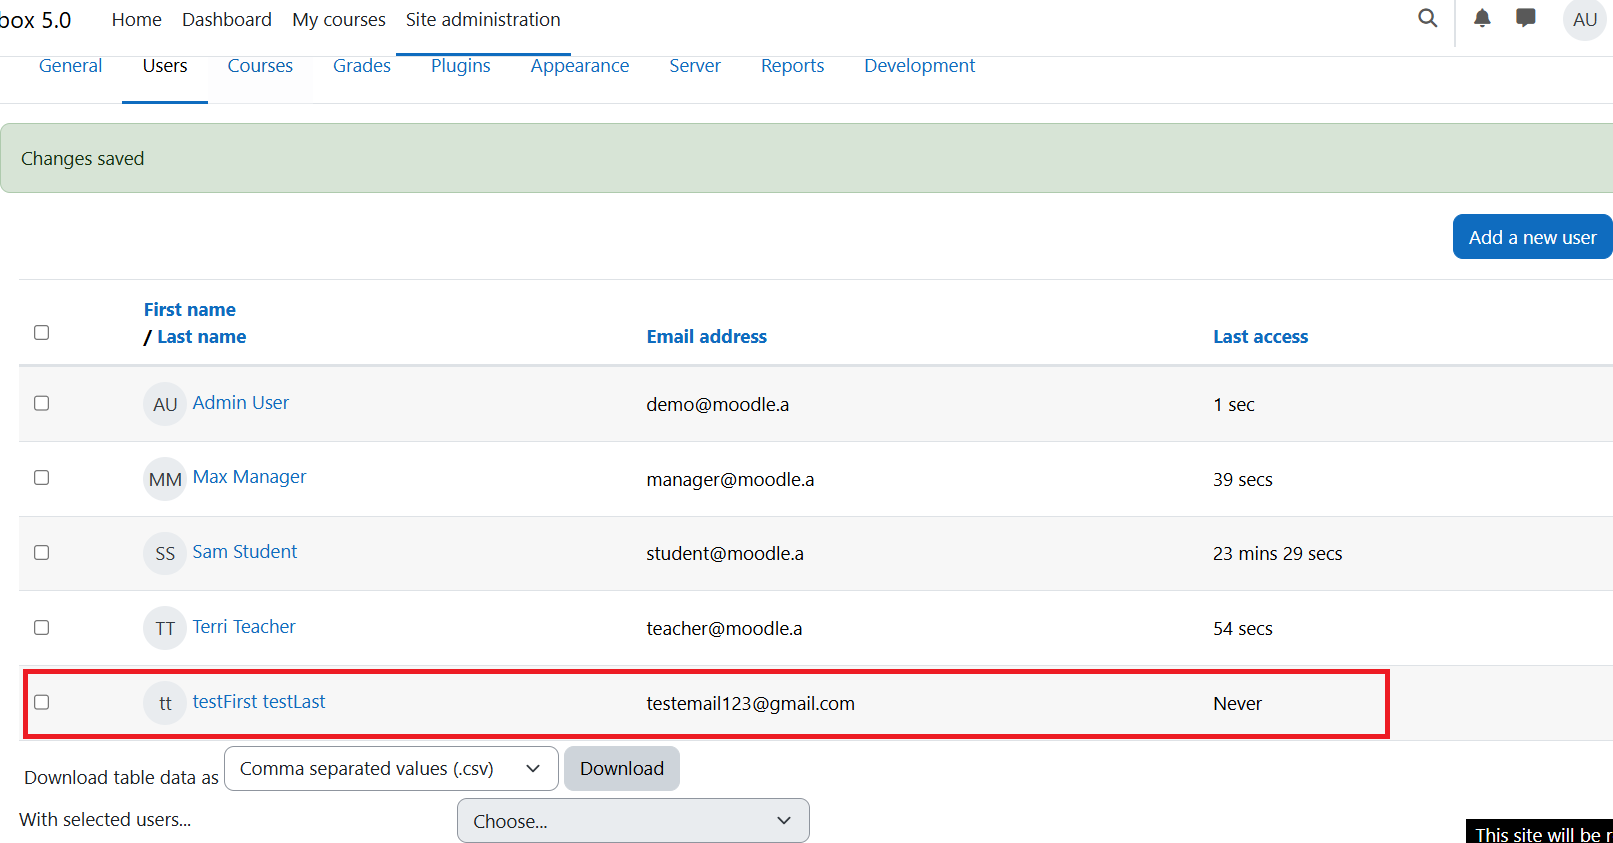 box 5.0 Home Dashboard My courses Site administration AU
General Users Courses Grades Plugins Appearance Server Reports Development
Changes saved
Add a new user
First name
/ Last name Email address Last access
AU Admin User demo@moodle.a 1 sec
MM Max Manager manager@moodle.a 39 secs
SS Sam Student student@moodle.a 23 mins 29 secs
TT Terri Teacher teacher@moodle.a 54 secs
tt testFirst testLast testemail123@gmail.com Never
Download table data as Comma separated values (.csv) Download
With selected users... Choose...
This site will be r